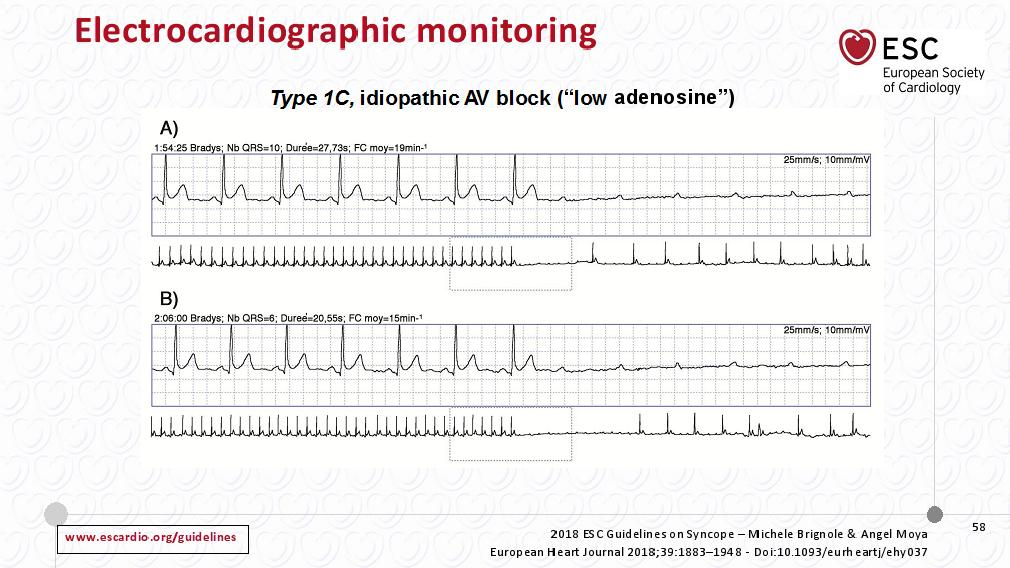 Electrocardiographic monitoring
ESC
European Society
of Cardiology
Type 1C, idiopathic AV block (“low adenosine”)
A)
1:54:25 Bradys; Nb QRS=10; Durée=27,73s; FC moy=19min-¹
25mm/s; 10mm/mV
B)
2:06:00 Bradys; Nb QRS=6; Dureé=20,55s; FC moy=15min-¹
25mm/s; 10mm/mV
www.escardio.org/guidelines
2018 ESC Guidelines on Syncope – Michele Brignole & Angel Moya
European Heart Journal 2018;39:1883–1948 - Doi:10.1093/eurheartj/ehy037
58